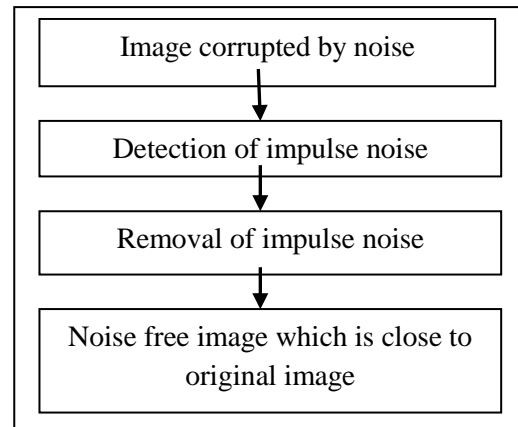 Image corrupted by noise
Detection of impulse noise
Removal of impulse noise
Noise free image which is close to
original image